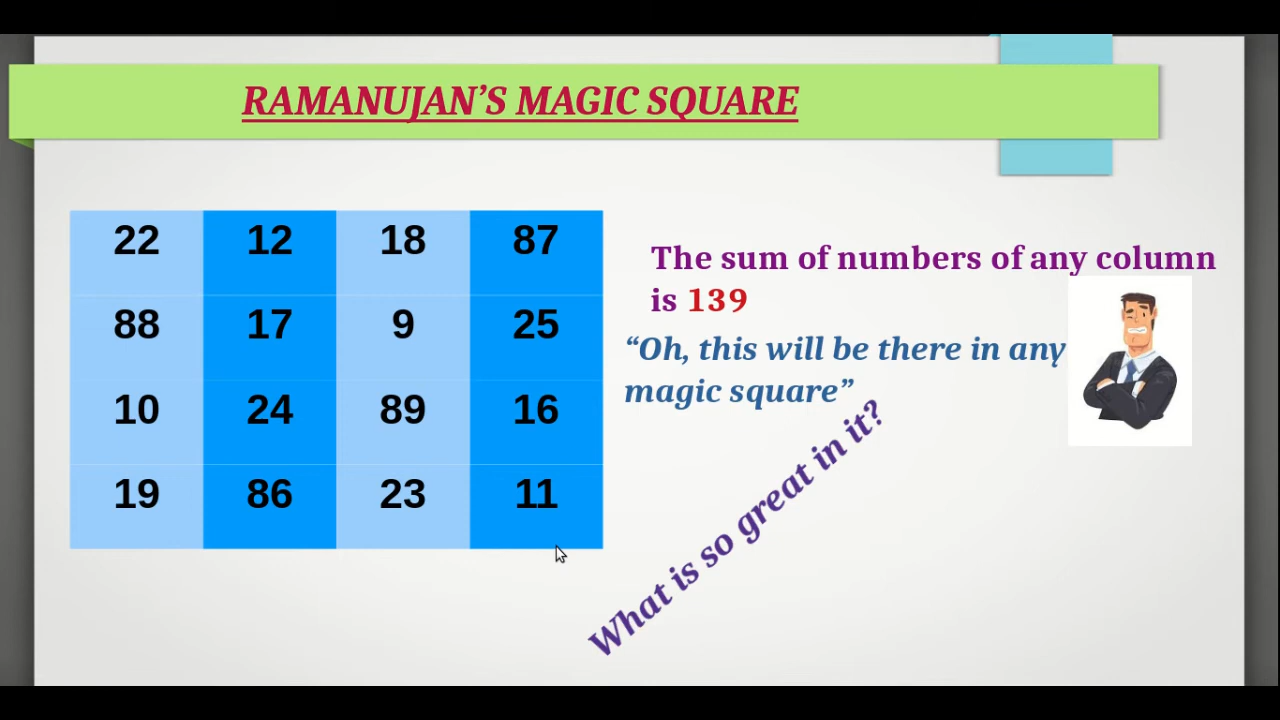 RAMANUJAN’S MAGIC SQUARE
22 12 18 87
88 17 9 25
10 24 89 16
19 86 23 11
The sum of numbers of any column
is 139
“Oh, this will be there in any
magic square”
What is so great in it?